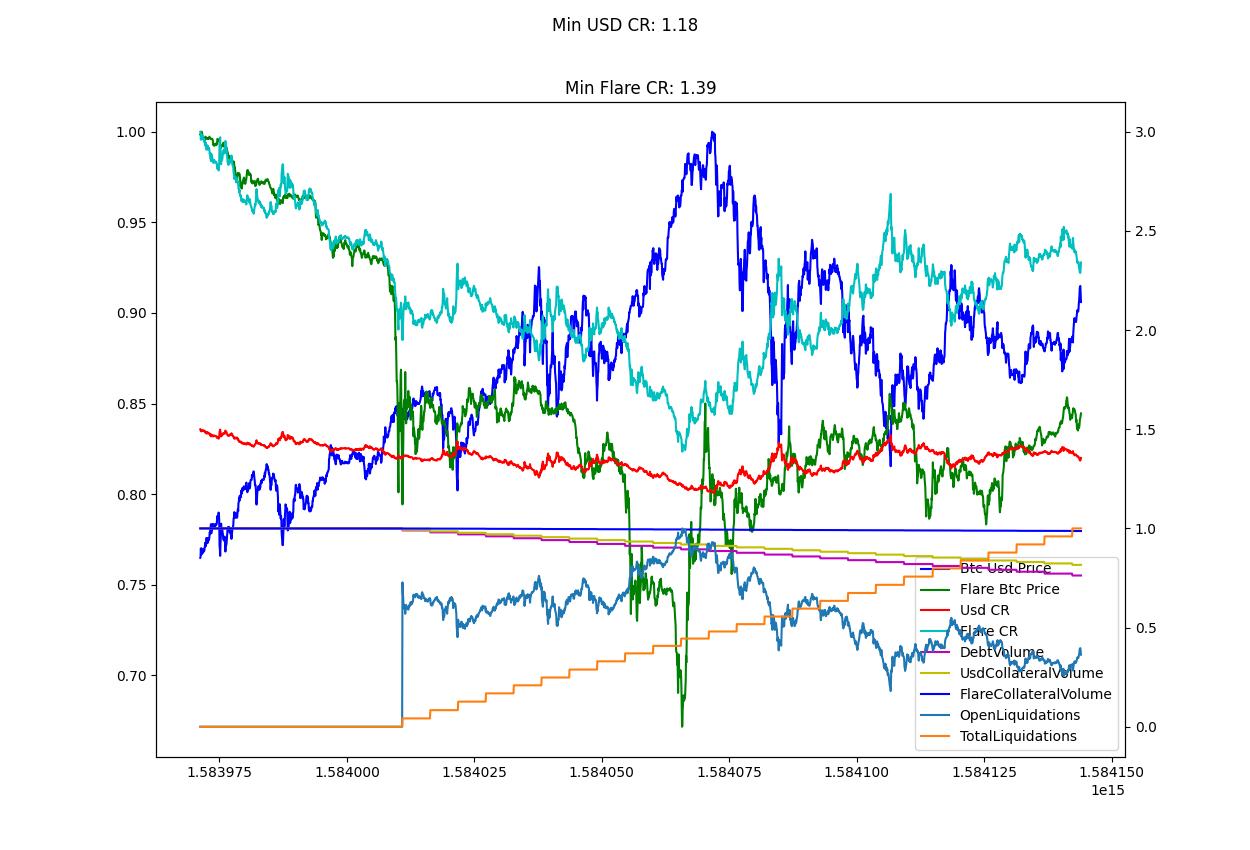 Min USD CR: 1.18
Min Flare CR: 1.39
1.00
0.95
0.90
0.85
0.80
0.75
0.70
3.0
2.5
2.0
1.5
1.0
0.5
0.0
Btc Usd Price
Flare Btc Price
Usd CR
Flare CR
DebtVolume
UsdCollateralVolume
FlareCollateralVolume
OpenLiquidations
TotalLiquidations
1.583975 1.584000 1.584025 1.584050 1.584075 1.584100 1.584125 1.584150
1e15